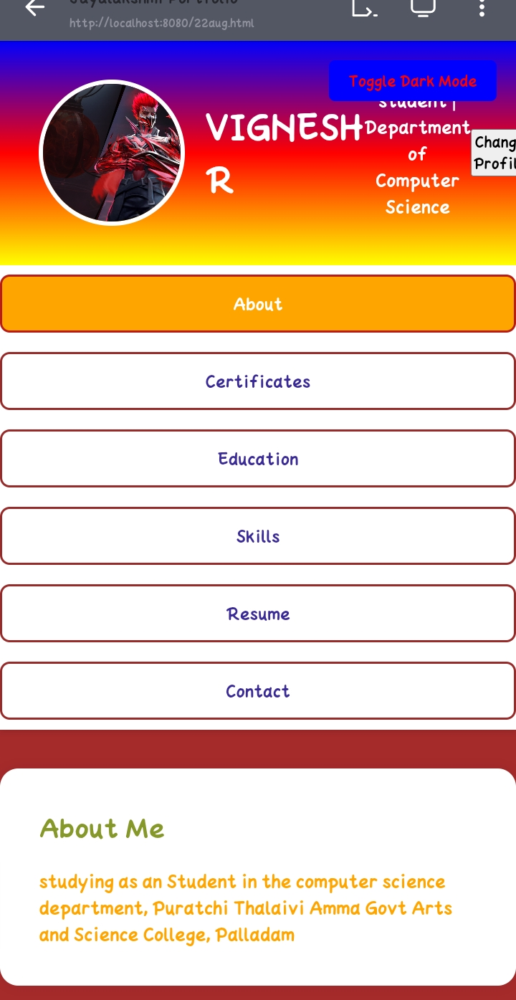 Jayalakshmi Portfolio
http://localhost:8080/22aug.html
Toggle Dark Mode
VIGNESH
R
student |
Department
of
Computer
Science
Chang
Profil
About
Certificates
Education
Skills
Resume
Contact
About Me
studying as an Student in the computer science
department, Puratchi Thalaivi Amma Govt Arts
and Science College, Palladam